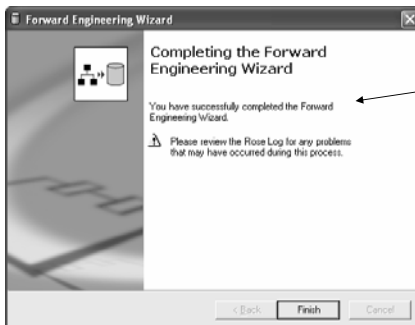 Forward Engineering Wizard
Completing the Forward
Engineering Wizard
You have successfully completed the Forward
Engineering Wizard.
Please review the Rose Log for any problems
that may have occurred during this process.
< Back
Finish
Cancel